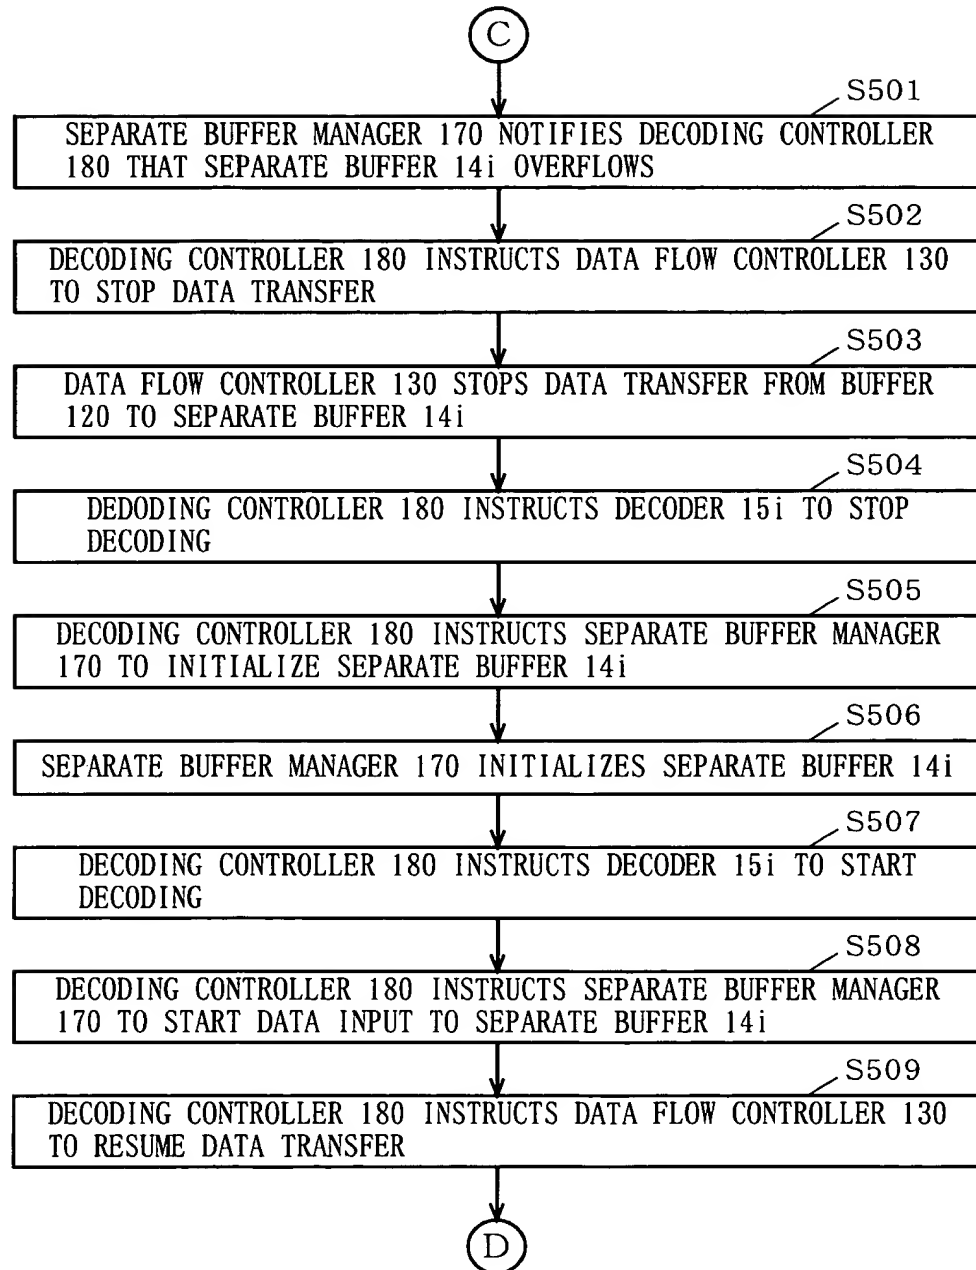 C
S501
SEPARATE BUFFER MANAGER 170 NOTIFIES DECODING CONTROLLER
180 THAT SEPARATE BUFFER 14i OVERFLOWS
S502
DECODING CONTROLLER 180 INSTRUCTS DATA FLOW CONTROLLER 130
TO STOP DATA TRANSFER
S503
DATA FLOW CONTROLLER 130 STOPS DATA TRANSFER FROM BUFFER
120 TO SEPARATE BUFFER 14i
S504
DEDODING CONTROLLER 180 INSTRUCTS DECODER 15i TO STOP
DECODING
S505
DECODING CONTROLLER 180 INSTRUCTS SEPARATE BUFFER MANAGER
170 TO INITIALIZE SEPARATE BUFFER 14i
S506
SEPARATE BUFFER MANAGER 170 INITIALIZES SEPARATE BUFFER 14i
S507
DECODING CONTROLLER 180 INSTRUCTS DECODER 15i TO START
DECODING
S508
DECODING CONTROLLER 180 INSTRUCTS SEPARATE BUFFER MANAGER
170 TO START DATA INPUT TO SEPARATE BUFFER 14i
S509
DECODING CONTROLLER 180 INSTRUCTS DATA FLOW CONTROLLER 130
TO RESUME DATA TRANSFER
D